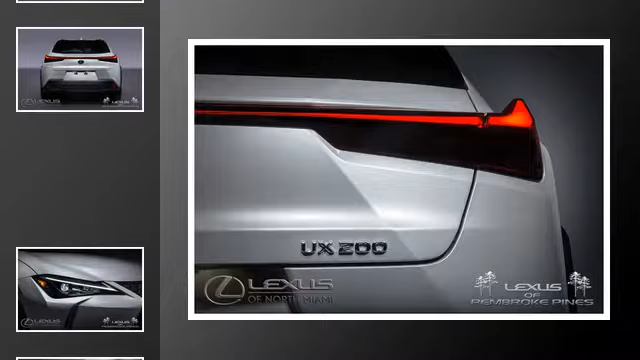 UX 200
LEXUS
OF NORTH MIAMI
LEXUS
OF
PEMBROKE PINES